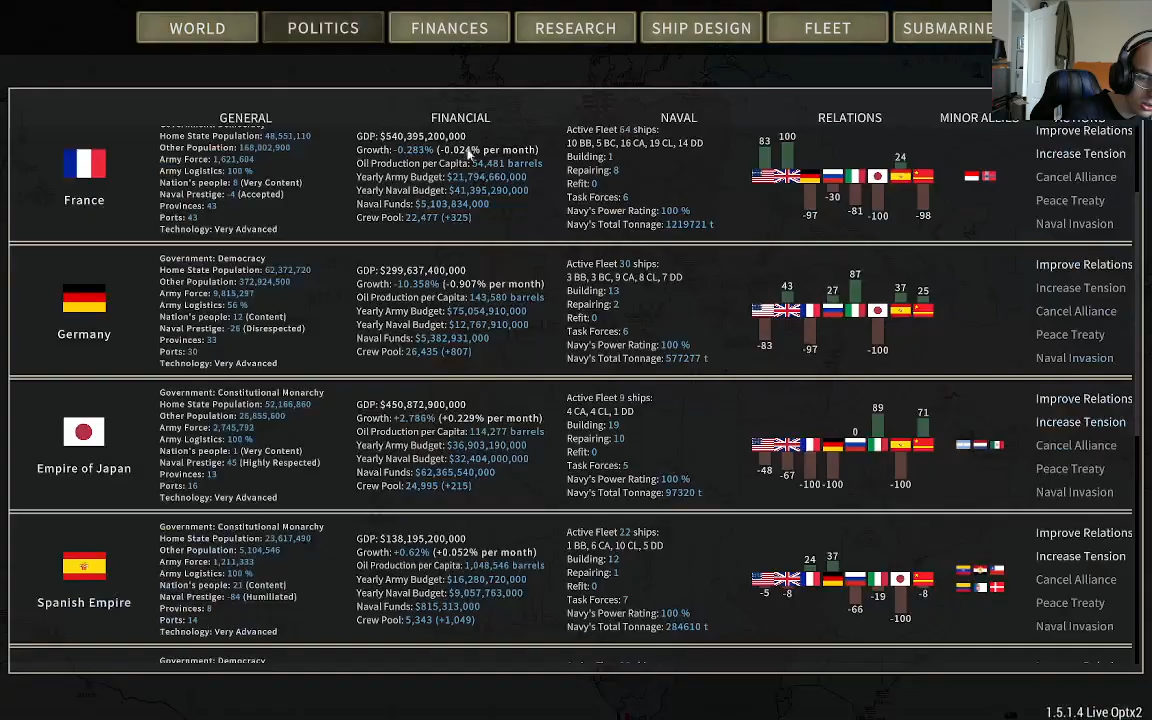 WORLD
POLITICS
FINANCES
RESEARCH
SHIP DESIGN
FLEET
SUBMARINE
GENERAL
FINANCIAL
NAVAL
RELATIONS
MINOR ALLIES
France
Home State Population: 48,551,110
Other Population: 168,002,900
Army Force: 1,621,604
Army Logistics: 100 %
Nation's people: 8 (Very Content)
Naval Prestige: -4 (Accepted)
Provinces: 43
Ports: 43
Technology: Very Advanced
GDP: $540,395,200,000
Growth: -0.283% (-0.024% per month)
Oil Production per Capita: 54,481 barrels
Yearly Army Budget: $21,794,660,000
Yearly Naval Budget: $41,395,290,000
Naval Funds: $5,103,834,000
Crew Pool: 22,477 (+325)
Active Fleet 64 ships:
10 BB, 5 BC, 16 CA, 19 CL, 14 DD
Building: 1
Repairing: 8
Refit: 0
Task Forces: 6
Navy's Power Rating: 100 %
Navy's Total Tonnage: 1219721 t
83
100
-97
-30
-81
-100
24
-98
Improve Relations
Increase Tension
Cancel Alliance
Peace Treaty
Naval Invasion
Germany
Government: Democracy
Home State Population: 62,372,720
Other Population: 372,924,500
Army Force: 9,815,297
Army Logistics: 56 %
Nation's people: 12 (Content)
Naval Prestige: -26 (Disrespected)
Provinces: 33
Ports: 30
Technology: Very Advanced
GDP: $299,637,400,000
Growth: -10.358% (-0.907% per month)
Oil Production per Capita: 143,580 barrels
Yearly Army Budget: $75,054,910,000
Yearly Naval Budget: $12,767,910,000
Naval Funds: $5,382,931,000
Crew Pool: 26,435 (+807)
Active Fleet 30 ships:
3 BB, 3 BC, 9 CA, 8 CL, 7 DD
Building: 13
Repairing: 2
Refit: 0
Task Forces: 6
Navy's Power Rating: 100 %
Navy's Total Tonnage: 577277 t
-83
43
-97
27
87
-100
37
25
Improve Relations
Increase Tension
Cancel Alliance
Peace Treaty
Naval Invasion
Empire of Japan
Government: Constitutional Monarchy
Home State Population: 52,166,860
Other Population: 26,855,600
Army Force: 2,745,792
Army Logistics: 100 %
Nation's people: 1 (Very Content)
Naval Prestige: 45 (Highly Respected)
Provinces: 13
Ports: 16
Technology: Very Advanced
GDP: $450,872,900,000
Growth: +2.786% (+0.229% per month)
Oil Production per Capita: 114,277 barrels
Yearly Army Budget: $36,903,190,000
Yearly Naval Budget: $32,404,000,000
Naval Funds: $62,365,540,000
Crew Pool: 24,995 (+215)
Active Fleet 9 ships:
4 CA, 4 CL, 1 DD
Building: 19
Repairing: 10
Refit: 0
Task Forces: 5
Navy's Power Rating: 100 %
Navy's Total Tonnage: 97320 t
-48
-67
-100
-100
0
89
-100
71
Improve Relations
Increase Tension
Cancel Alliance
Peace Treaty
Naval Invasion
Spanish Empire
Government: Constitutional Monarchy
Home State Population: 23,617,490
Other Population: 5,104,546
Army Force: 1,211,333
Army Logistics: 100 %
Nation's people: 21 (Content)
Naval Prestige: -84 (Humiliated)
Provinces: 8
Ports: 14
Technology: Very Advanced
GDP: $138,195,200,000
Growth: +0.62% (+0.052% per month)
Oil Production per Capita: 1,048,546 barrels
Yearly Army Budget: $16,280,720,000
Yearly Naval Budget: $9,057,763,000
Naval Funds: $815,313,000
Crew Pool: 5,343 (+1,049)
Active Fleet 22 ships:
1 BB, 6 CA, 10 CL, 5 DD
Building: 12
Repairing: 1
Refit: 0
Task Forces: 7
Navy's Power Rating: 100 %
Navy's Total Tonnage: 284610 t
-5
-8
24
37
-66
-19
-100
-8
Improve Relations
Increase Tension
Cancel Alliance
Peace Treaty
Naval Invasion
Government: Democracy
1.5.1.4 Live Optx2